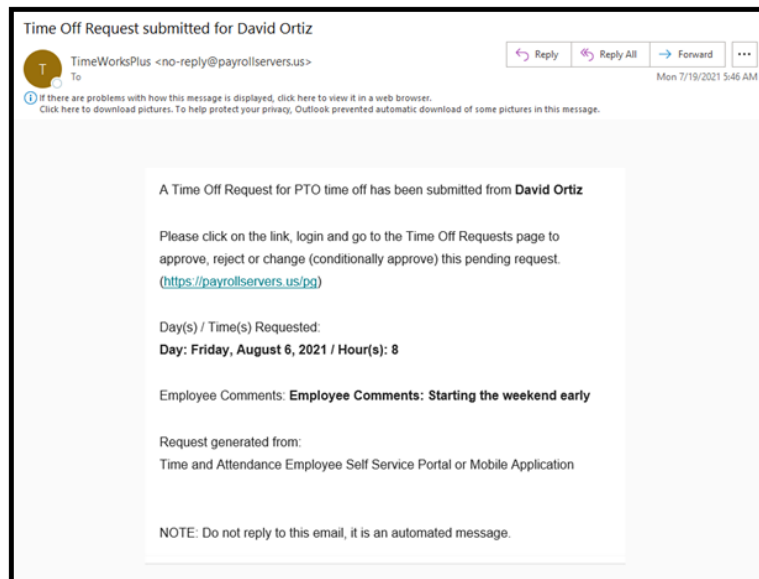 Time Off Request submitted for David Ortiz
T
TimeWorksPlus <no-reply@payrollservers.us>
To
Reply
Reply All
Forward
...
Mon 7/19/2021 5:46 AM
If there are problems with how this message is displayed, click here to view it in a web browser.
Click here to download pictures. To help protect your privacy, Outlook prevented automatic download of some pictures in this message.
A Time Off Request for PTO time off has been submitted from David Ortiz
Please click on the link, login and go to the Time Off Requests page to
approve, reject or change (conditionally approve) this pending request.
(https://payrollservers.us/pg)
Day(s) / Time(s) Requested:
Day: Friday, August 6, 2021 / Hour(s): 8
Employee Comments: Employee Comments: Starting the weekend early
Request generated from:
Time and Attendance Employee Self Service Portal or Mobile Application
NOTE: Do not reply to this email, it is an automated message.